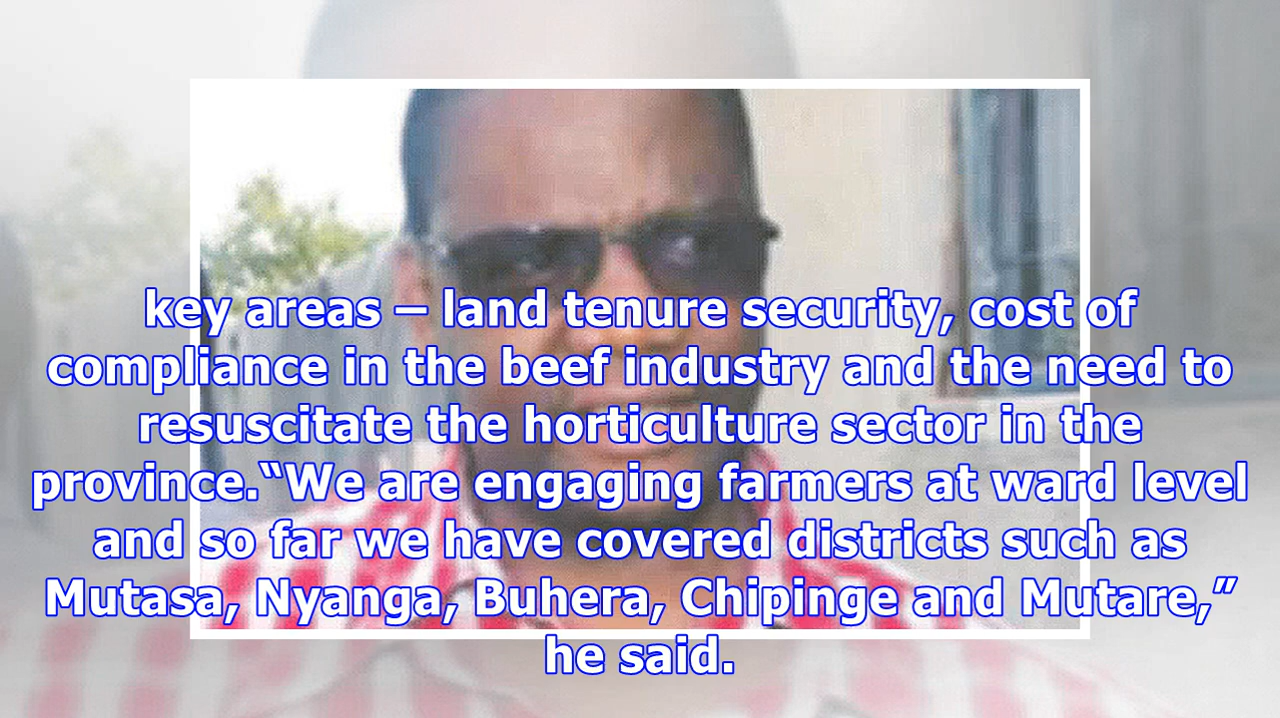 key areas – land tenure security, cost of
compliance in the beef industry and the need to
resuscitate the horticulture sector in the
province.“We are engaging farmers at ward level
and so far we have covered districts such as
Mutasa, Nyanga, Buhera, Chipinge and Mutare,”
he said.